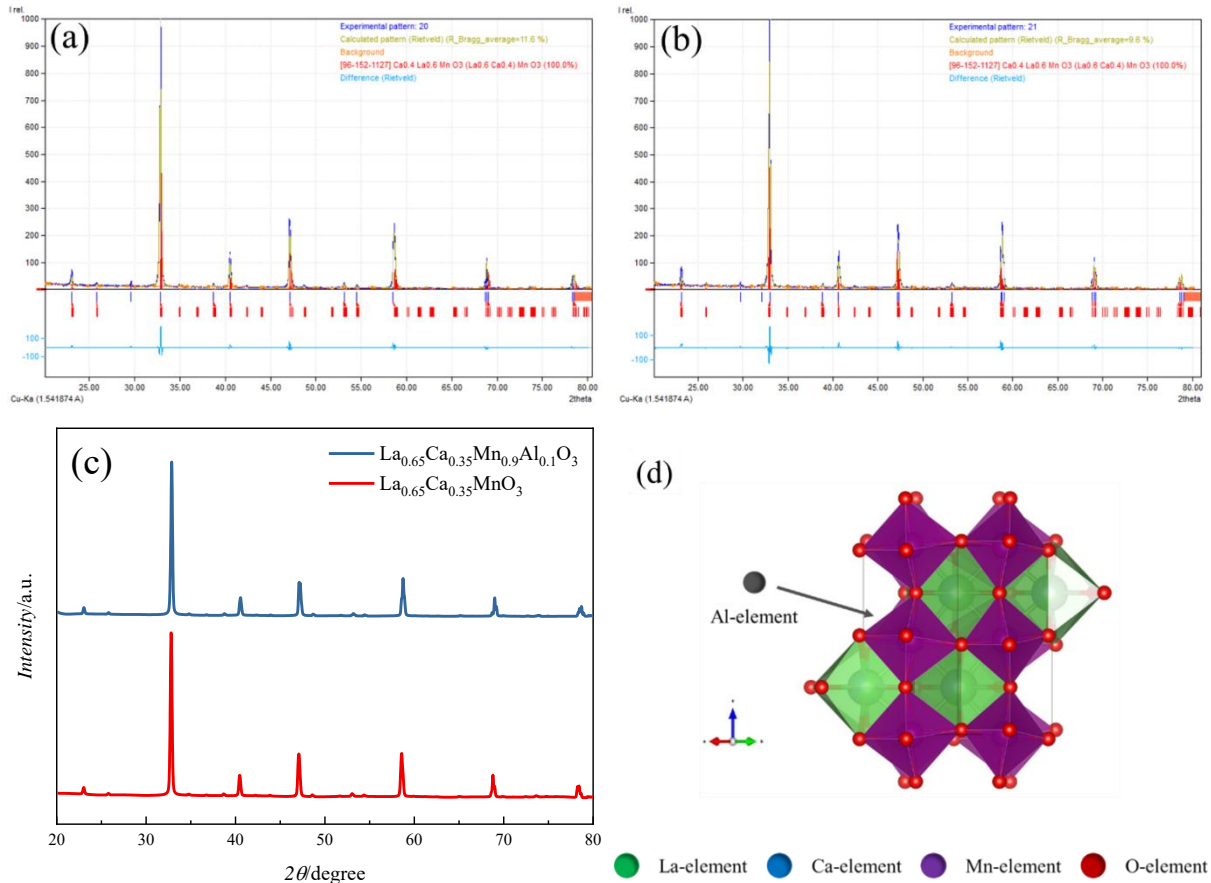 I rel.
(a)
Experimental pattern: 20
Calculated pattern (Rietveld) (R_Bragg_average=11.6 %)
Background
[96-152-1127] Ca0.4 La0.6 Mn O3 (La0.6 Ca0.4) Mn O3 (100.0%)
Difference (Rietveld)
1000
900
800
700
600
500
400
300
200
100
100
-100
25.00 30.00 35.00 40.00 45.00 50.00 55.00 60.00 65.00 70.00 75.00 80.00
Cu-Ka (1.541874 A)
2theta
I rel.
(b)
Experimental pattern: 21
Calculated pattern (Rietveld) (R_Bragg_average=9.6 %)
Background
[96-152-1127] Ca0.4 La0.6 Mn O3 (La0.6 Ca0.4) Mn O3 (100.0%)
Difference (Rietveld)
1000
900
800
700
600
500
400
300
200
100
100
-100
25.00 30.00 35.00 40.00 45.00 50.00 55.00 60.00 65.00 70.00 75.00 80.00
Cu-Ka (1.541874 A)
2theta
(c)
La0.65Ca0.35Mn0.9Al0.1O3
La0.65Ca0.35MnO3
Intensity/a.u.
20 30 40 50 60 70 80
2θ/degree
(d)
Al-element
La-element Ca-element Mn-element O-element